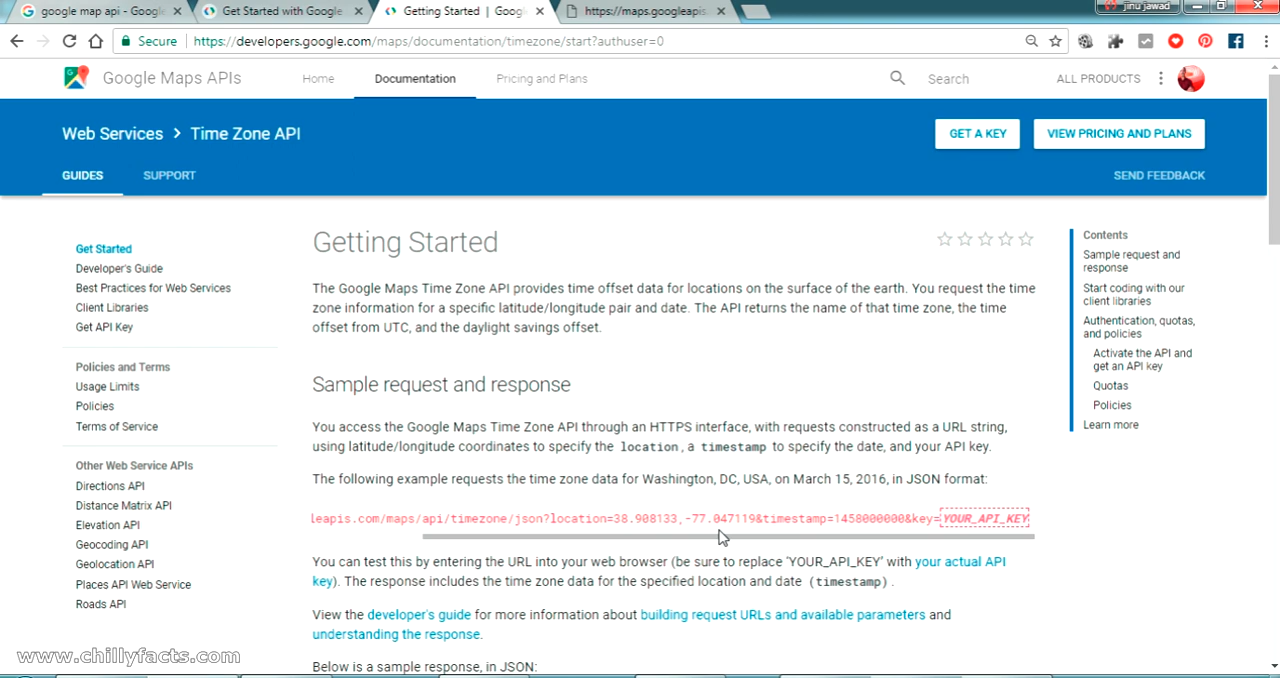 google map api - Google
Get Started with Google
Getting Started | Goog
https://maps.googleapis.
jinu jawad
Secure
https://developers.google.com/maps/documentation/timezone/start?authuser=0
Google Maps APIs
Home
Documentation
Pricing and Plans
Search
ALL PRODUCTS
Web Services > Time Zone API
GET A KEY
VIEW PRICING AND PLANS
GUIDES
SUPPORT
SEND FEEDBACK
Get Started
Developer's Guide
Best Practices for Web Services
Client Libraries
Get API Key
Policies and Terms
Usage Limits
Policies
Terms of Service
Other Web Service APIs
Directions API
Distance Matrix API
Elevation API
Geocoding API
Geolocation API
Places API Web Service
Roads API
Getting Started
The Google Maps Time Zone API provides time offset data for locations on the surface of the earth. You request the time
zone information for a specific latitude/longitude pair and date. The API returns the name of that time zone, the time
offset from UTC, and the daylight savings offset.
Sample request and response
You access the Google Maps Time Zone API through an HTTPS interface, with requests constructed as a URL string,
using latitude/longitude coordinates to specify the location, a timestamp to specify the date, and your API key.
The following example requests the time zone data for Washington, DC, USA, on March 15, 2016, in JSON format:
leapis.com/maps/api/timezone/json?location=38.908133,-77.047119&timestamp=1458000000&key=YOUR_API_KEY
You can test this by entering the URL into your web browser (be sure to replace 'YOUR_API_KEY' with your actual API
key). The response includes the time zone data for the specified location and date (timestamp).
View the developer's guide for more information about building request URLs and available parameters and
understanding the response.
Below is a sample response, in JSON:
Contents
Sample request and
response
Start coding with our
client libraries
Authentication, quotas,
and policies
Activate the API and
get an API key
Quotas
Policies
Learn more
www.chillyfacts.com